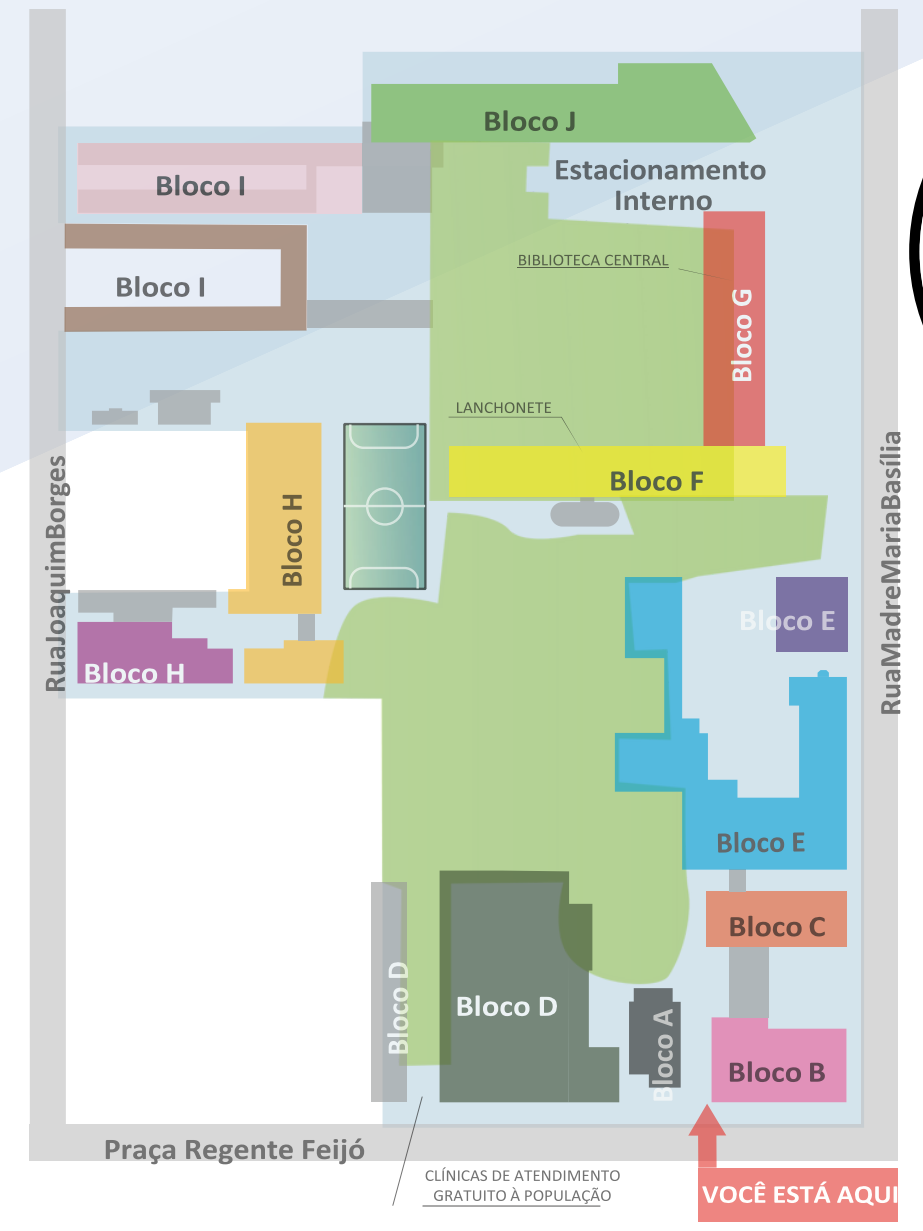 Bloco J
Estacionamento
Interno
Bloco I
BIBLIOTECA CENTRAL
Bloco I
Bloco G
LANCHONETE
Bloco F
Bloco H
RuaJoaquimBorges
RuaMadreMariaBasília
Bloco E
Bloco H
Bloco E
Bloco C
Bloco D
Bloco D
Bloco A
Bloco B
Praça Regente Feijó
CLÍNICAS DE ATENDIMENTO
GRATUITO À POPULAÇÃO
VOCÊ ESTÁ AQUI